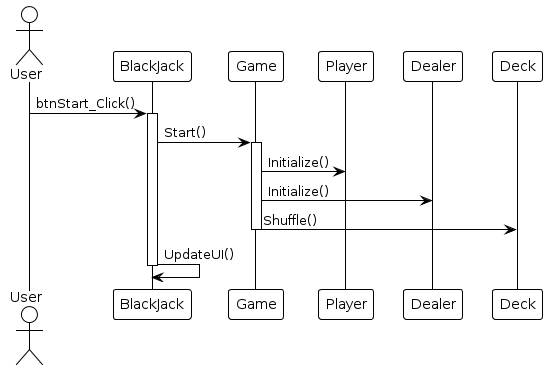 User
BlackJack
Game
Player
Dealer
Deck
btnStart_Click()
Start()
Initialize()
Initialize()
Shuffle()
UpdateUI()
User
BlackJack
Game
Player
Dealer
Deck